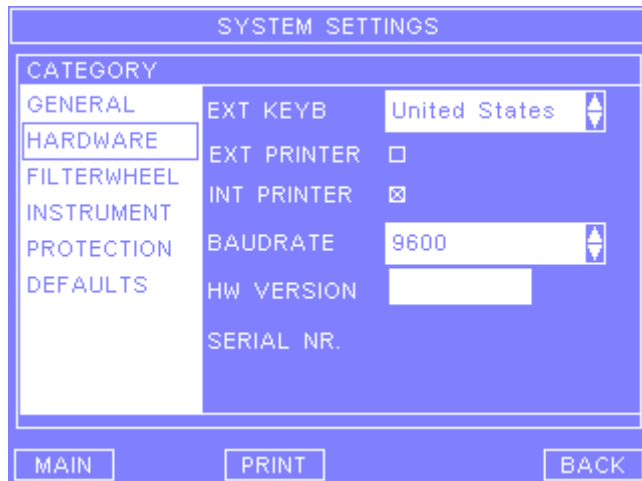 SYSTEM SETTINGS
CATEGORY
GENERAL
HARDWARE
FILTERWHEEL
INSTRUMENT
PROTECTION
DEFAULTS
EXT KEYB United States
EXT PRINTER
INT PRINTER
BAUDRATE 9600
HW VERSION
SERIAL NR.
MAIN PRINT BACK